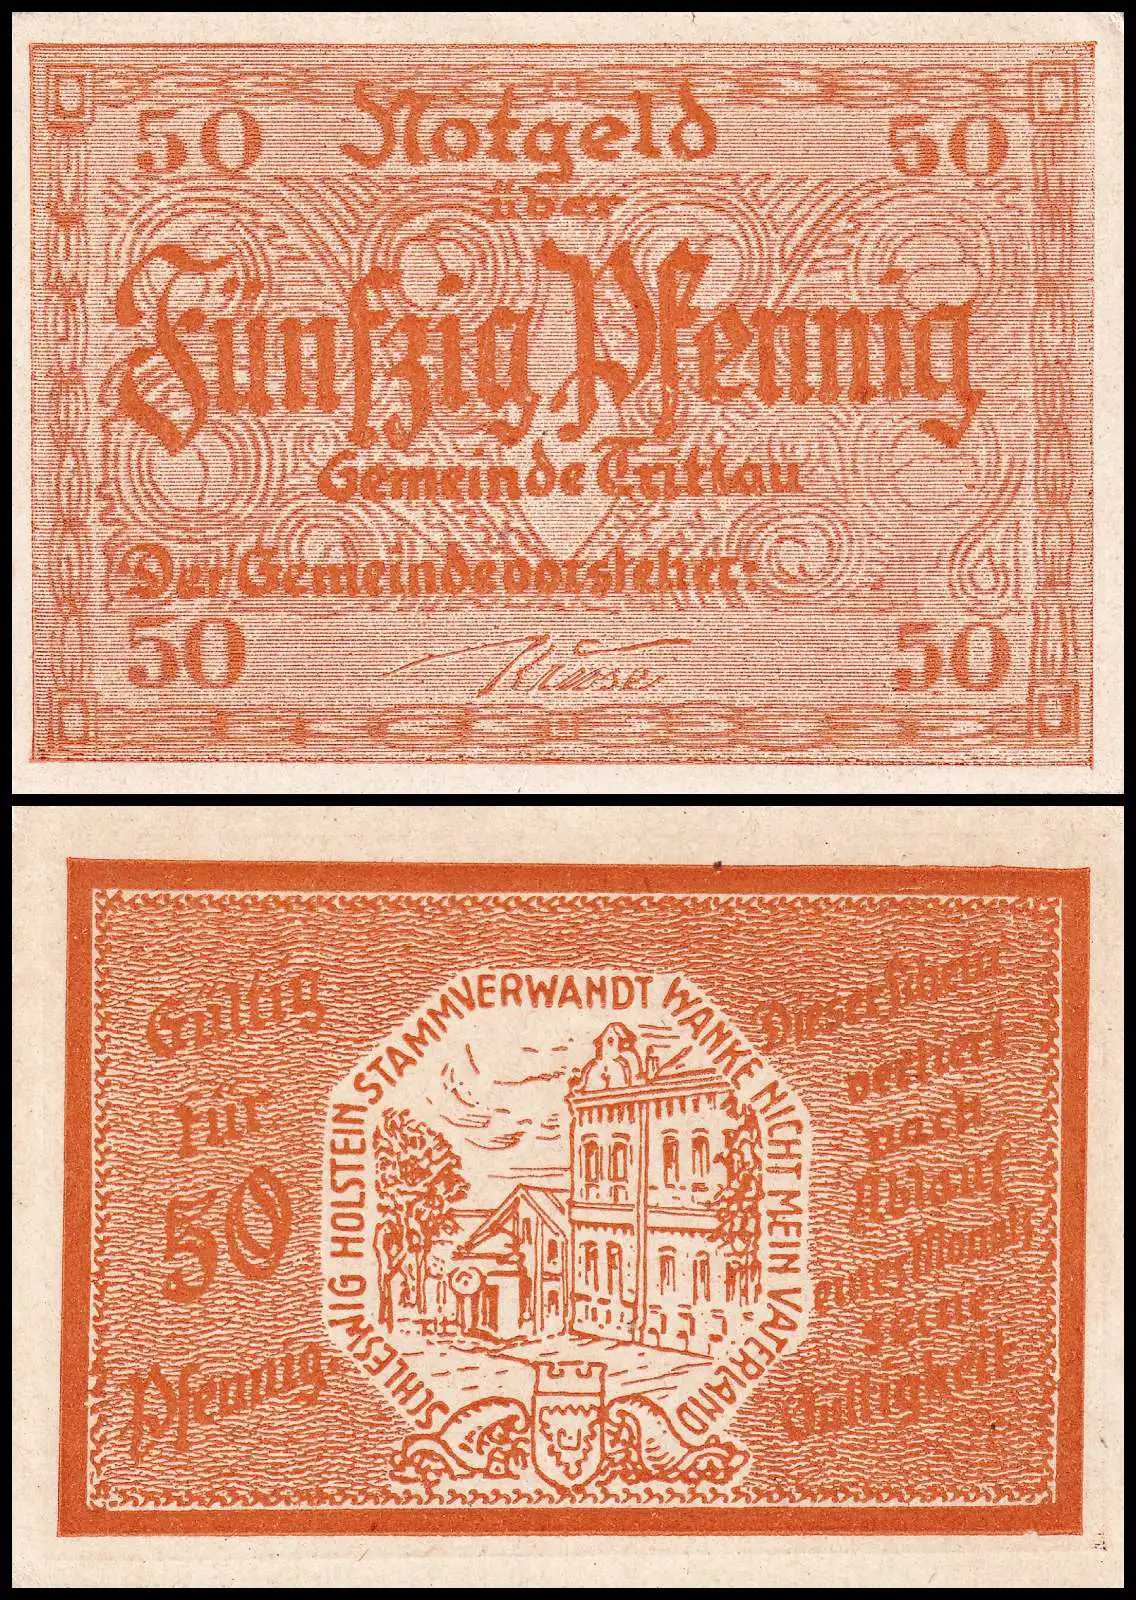 50 Notgeld 50
über
Fünfzig Pfennig
Gemeinde Trittau
Der Gemeindevorsteher:
50 50
Gültig
für
50
Pfennig.
SCHLESWIG HOLSTEIN STAMMVERWANDT WANKE NICHT MEIN VATERLAND
Dieser Schein
verliert
nach
Ablauf
eines Monats
seine
Gültigkeit